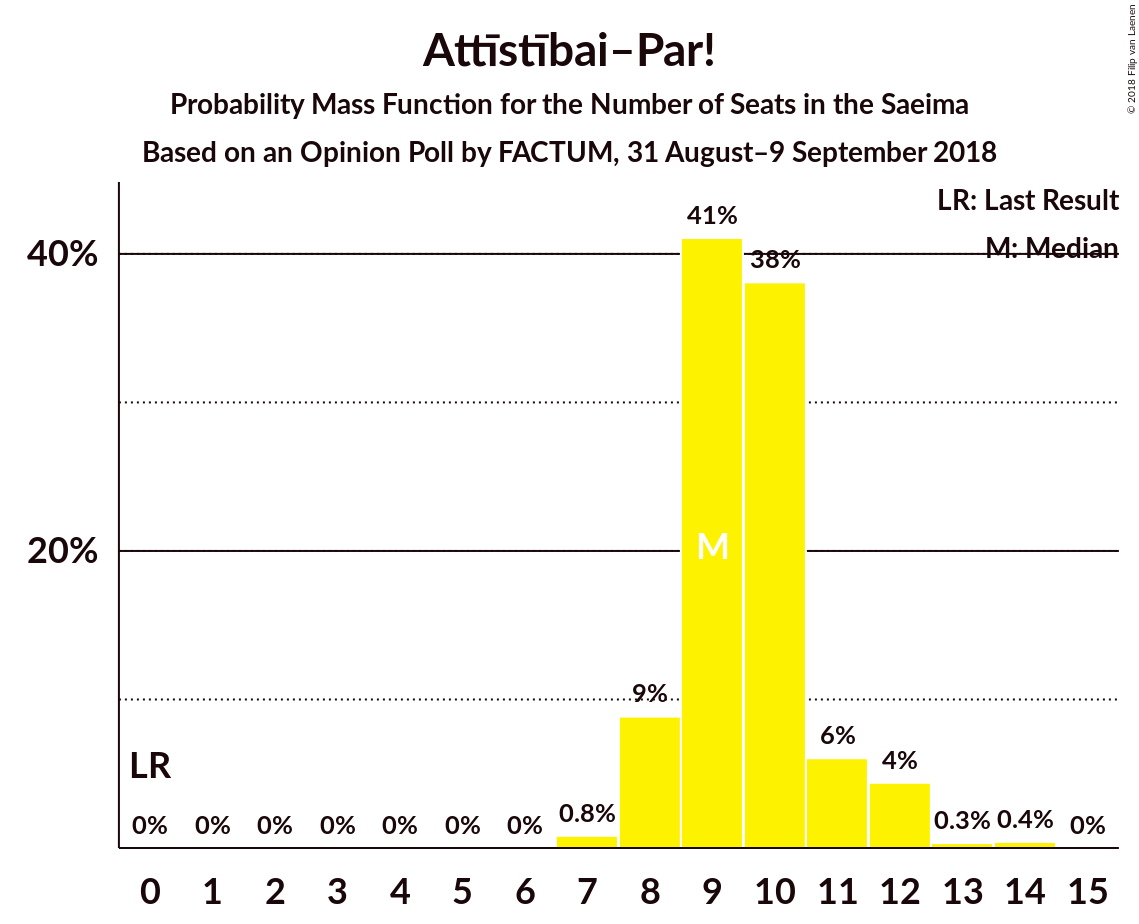 Attīstībai–Par!
Probability Mass Function for the Number of Seats in the Saeima
Based on an Opinion Poll by FACTUM, 31 August–9 September 2018
© 2018 Filip van Laenen
LR: Last Result
M: Median
40%
20%
41%
38%
9%
6%
4%
0.8%
0.3%
0.4%
M
LR
0% 0% 0% 0% 0% 0% 0% 0%
0 1 2 3 4 5 6 7 8 9 10 11 12 13 14 15